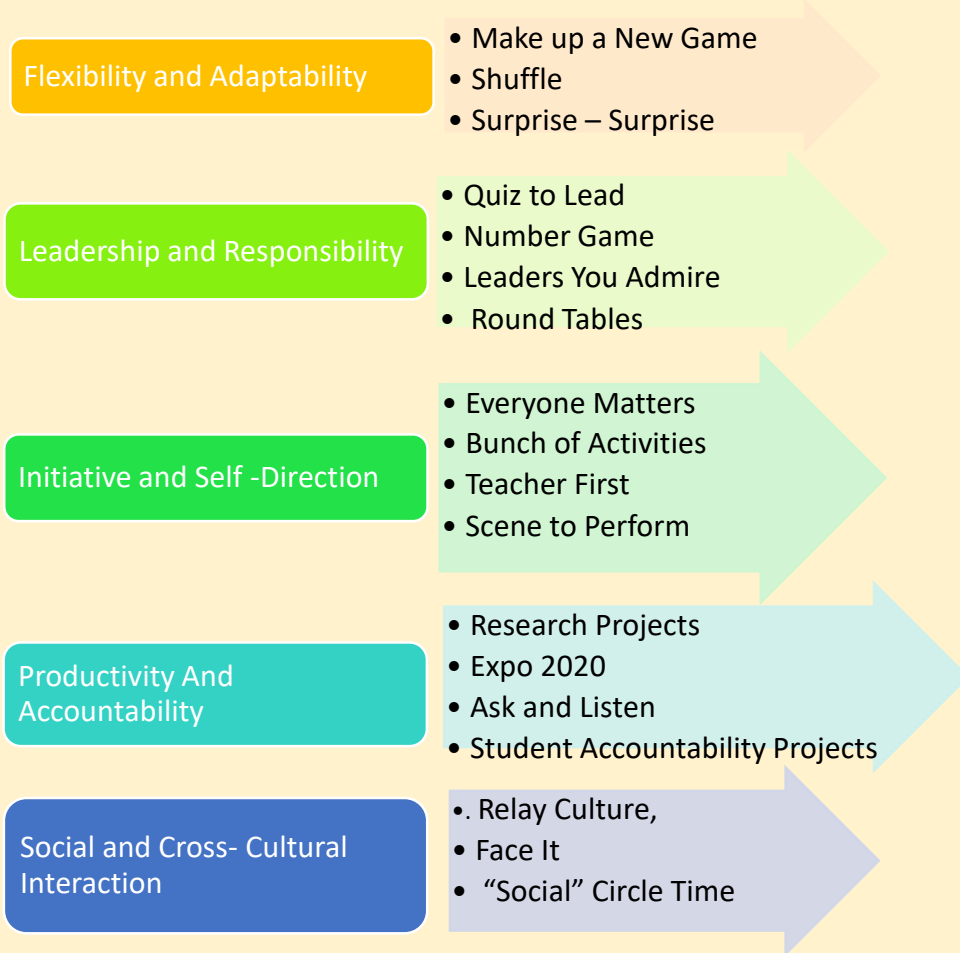 Flexibility and Adaptability
• Make up a New Game
• Shuffle
• Surprise – Surprise
Leadership and Responsibility
• Quiz to Lead
• Number Game
• Leaders You Admire
• Round Tables
Initiative and Self -Direction
• Everyone Matters
• Bunch of Activities
• Teacher First
• Scene to Perform
Productivity And
Accountability
• Research Projects
• Expo 2020
• Ask and Listen
• Student Accountability Projects
Social and Cross- Cultural
Interaction
•. Relay Culture,
• Face It
• “Social” Circle Time